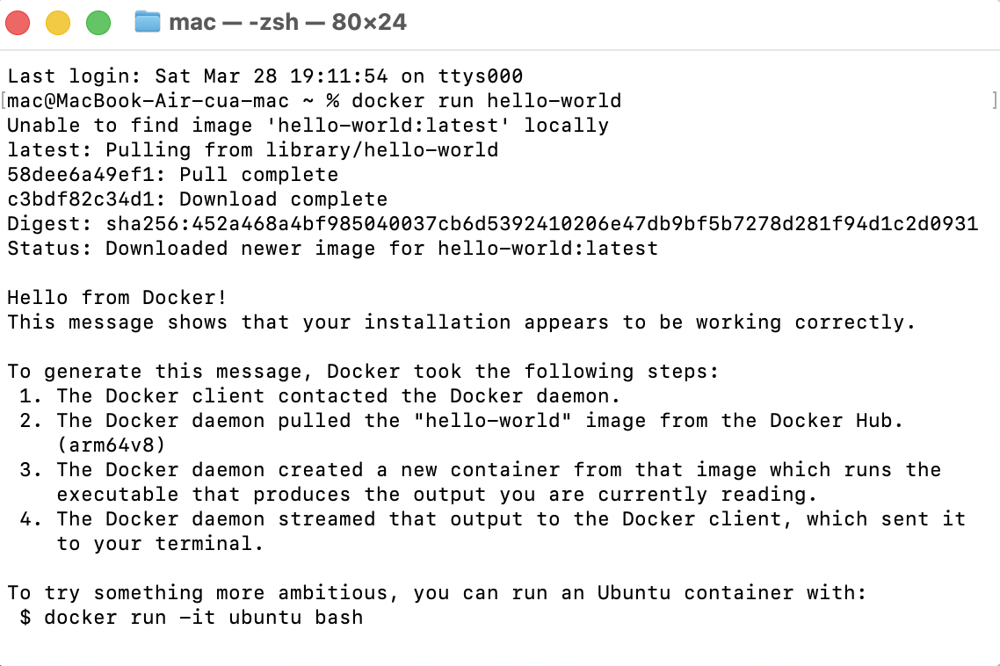 mac — -zsh — 80×24
Last login: Sat Mar 28 19:11:54 on ttys000
[mac@MacBook-Air-cua-mac ~ % docker run hello-world ]
Unable to find image 'hello-world:latest' locally
latest: Pulling from library/hello-world
58dee6a49ef1: Pull complete
c3bdf82c34d1: Download complete
Digest: sha256:452a468a4bf985040037cb6d5392410206e47db9bf5b7278d281f94d1c2d0931
Status: Downloaded newer image for hello-world:latest

Hello from Docker!
This message shows that your installation appears to be working correctly.

To generate this message, Docker took the following steps:
 1. The Docker client contacted the Docker daemon.
 2. The Docker daemon pulled the "hello-world" image from the Docker Hub.
    (arm64v8)
 3. The Docker daemon created a new container from that image which runs the
    executable that produces the output you are currently reading.
 4. The Docker daemon streamed that output to the Docker client, which sent it
    to your terminal.

To try something more ambitious, you can run an Ubuntu container with:
 $ docker run -it ubuntu bash